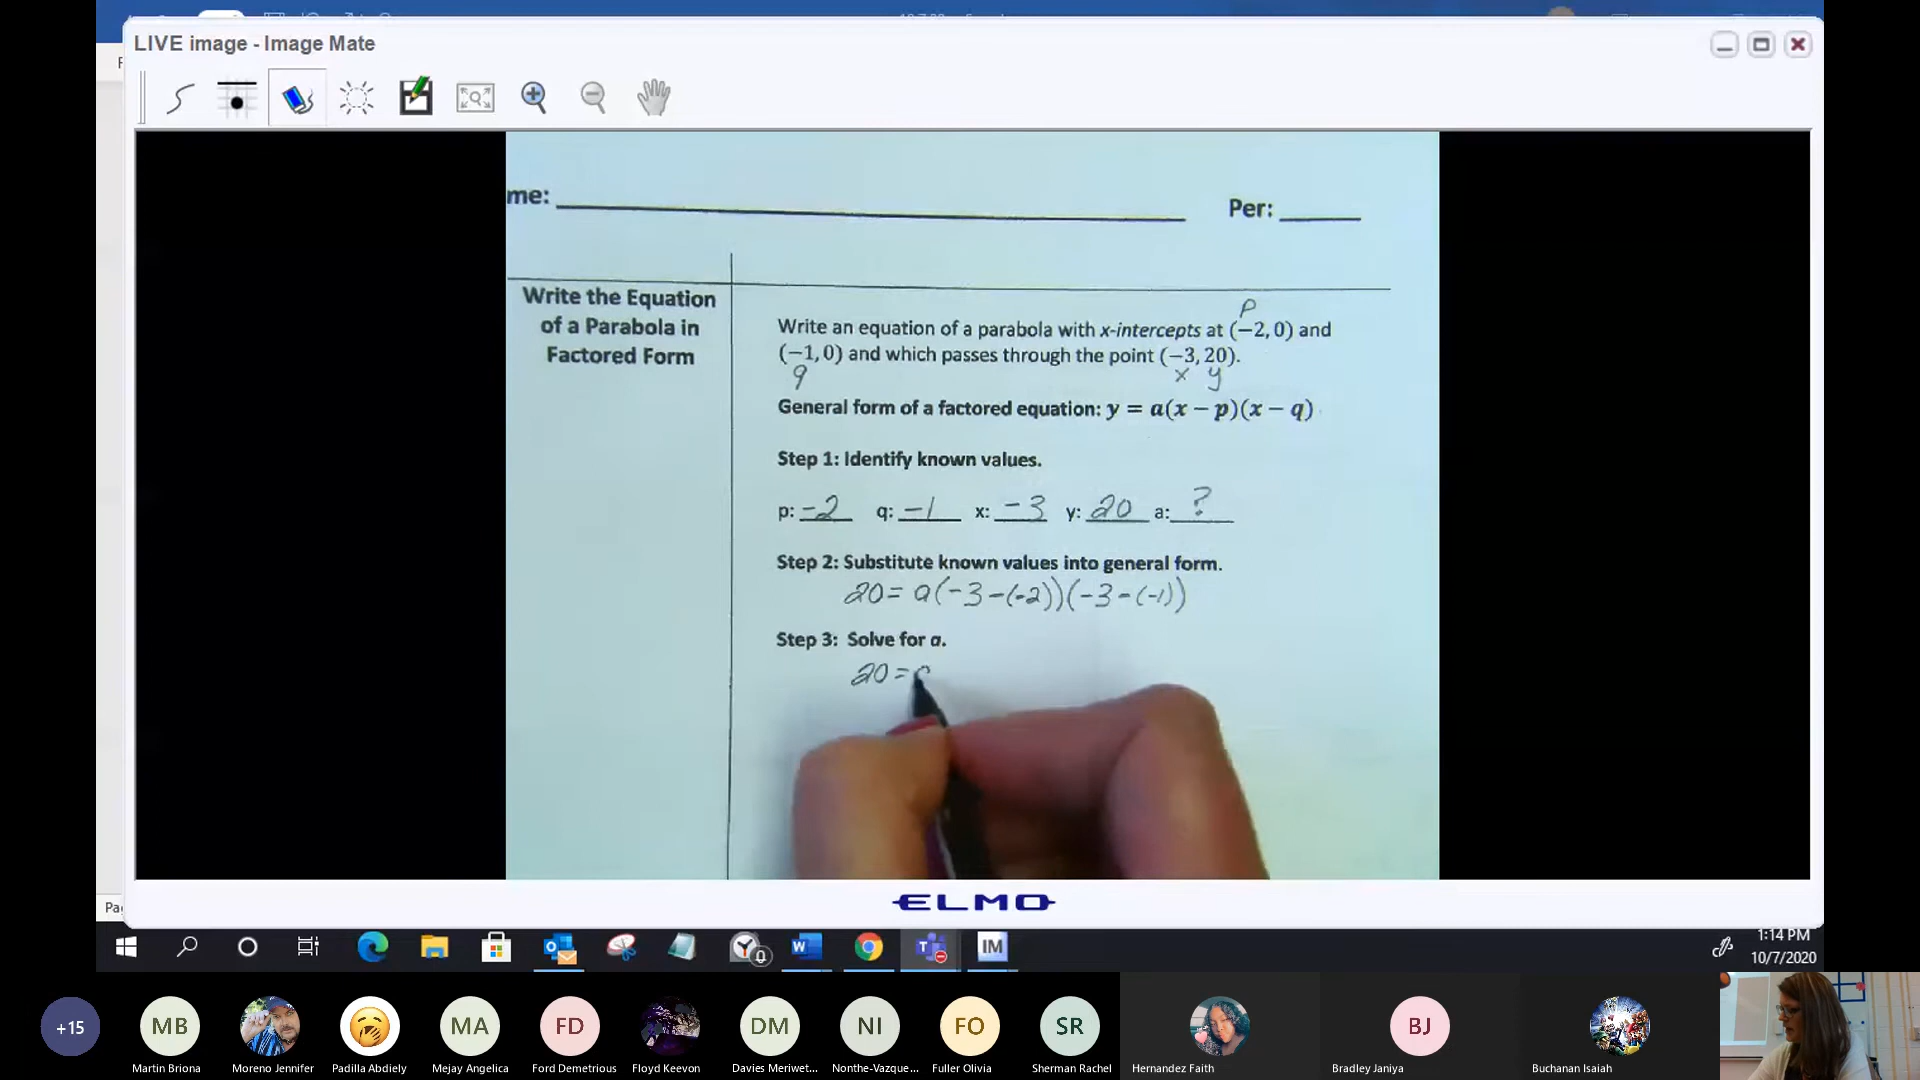 LIVE image - Image Mate
me: Per:
Write the Equation
of a Parabola in
Factored Form
p
Write an equation of a parabola with x-intercepts at (−2, 0) and
(−1, 0) and which passes through the point (−3, 20).
q x y
General form of a factored equation: y = a(x − p)(x − q)
Step 1: Identify known values.
p: -2 q: -1 x: -3 y: 20 a: ?
Step 2: Substitute known values into general form.
20 = a(-3-(-2))(-3-(-1))
Step 3: Solve for a.
20 =
ELMO
IM
1:14 PM
10/7/2020
+15 MB MA FD DM NI FO SR BJ
Martin Briona Moreno Jennifer Padilla Abdiely Mejay Angelica Ford Demetrious Floyd Keevon Davies Meriwet... Nonthe-Vazque... Fuller Olivia Sherman Rachel Hernandez Faith Bradley Janiya Buchanan Isaiah